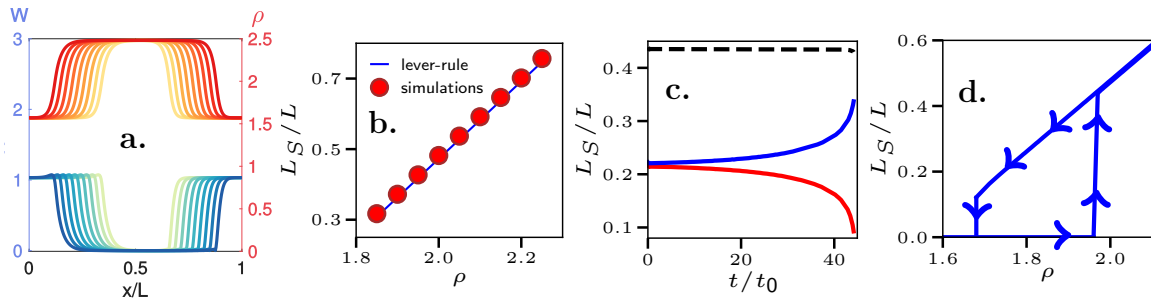 W
ρ
3
2
1
0
2.5
2
1.5
1
0.5
0
a.
0
0.5
1
x/L
L_S/L
0.7
0.5
0.3
lever-rule
simulations
b.
1.8
2.0
2.2
ρ
L_S/L
0.4
0.3
0.2
0.1
c.
0
20
40
t/t_0
L_S/L
0.6
0.4
0.2
0.0
d.
1.6
1.8
2.0
ρ